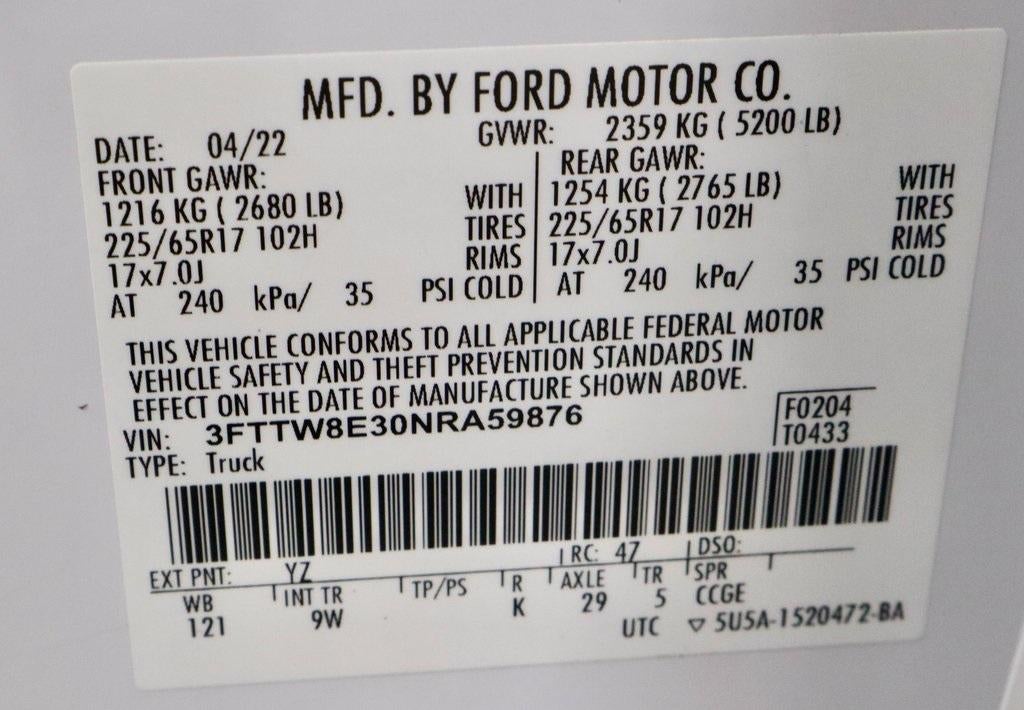 MFD. BY FORD MOTOR CO.
DATE: 04/22 GVWR: 2359 KG ( 5200 LB)
FRONT GAWR: REAR GAWR:
1216 KG ( 2680 LB) WITH 1254 KG ( 2765 LB) WITH
225/65R17 102H TIRES 225/65R17 102H TIRES
17x7.0J RIMS 17x7.0J RIMS
AT 240 kPa/ 35 PSI COLD AT 240 kPa/ 35 PSI COLD
THIS VEHICLE CONFORMS TO ALL APPLICABLE FEDERAL MOTOR
VEHICLE SAFETY AND THEFT PREVENTION STANDARDS IN
EFFECT ON THE DATE OF MANUFACTURE SHOWN ABOVE.
VIN: 3FTTW8E30NRA59876 F0204
TYPE: Truck T0433
EXT PNT: YZ RC: 47 DSO:
WB INT TR TP/PS R AXLE TR SPR
121 9W K 29 5 CCGE
UTC ▽ 5U5A-1520472-BA